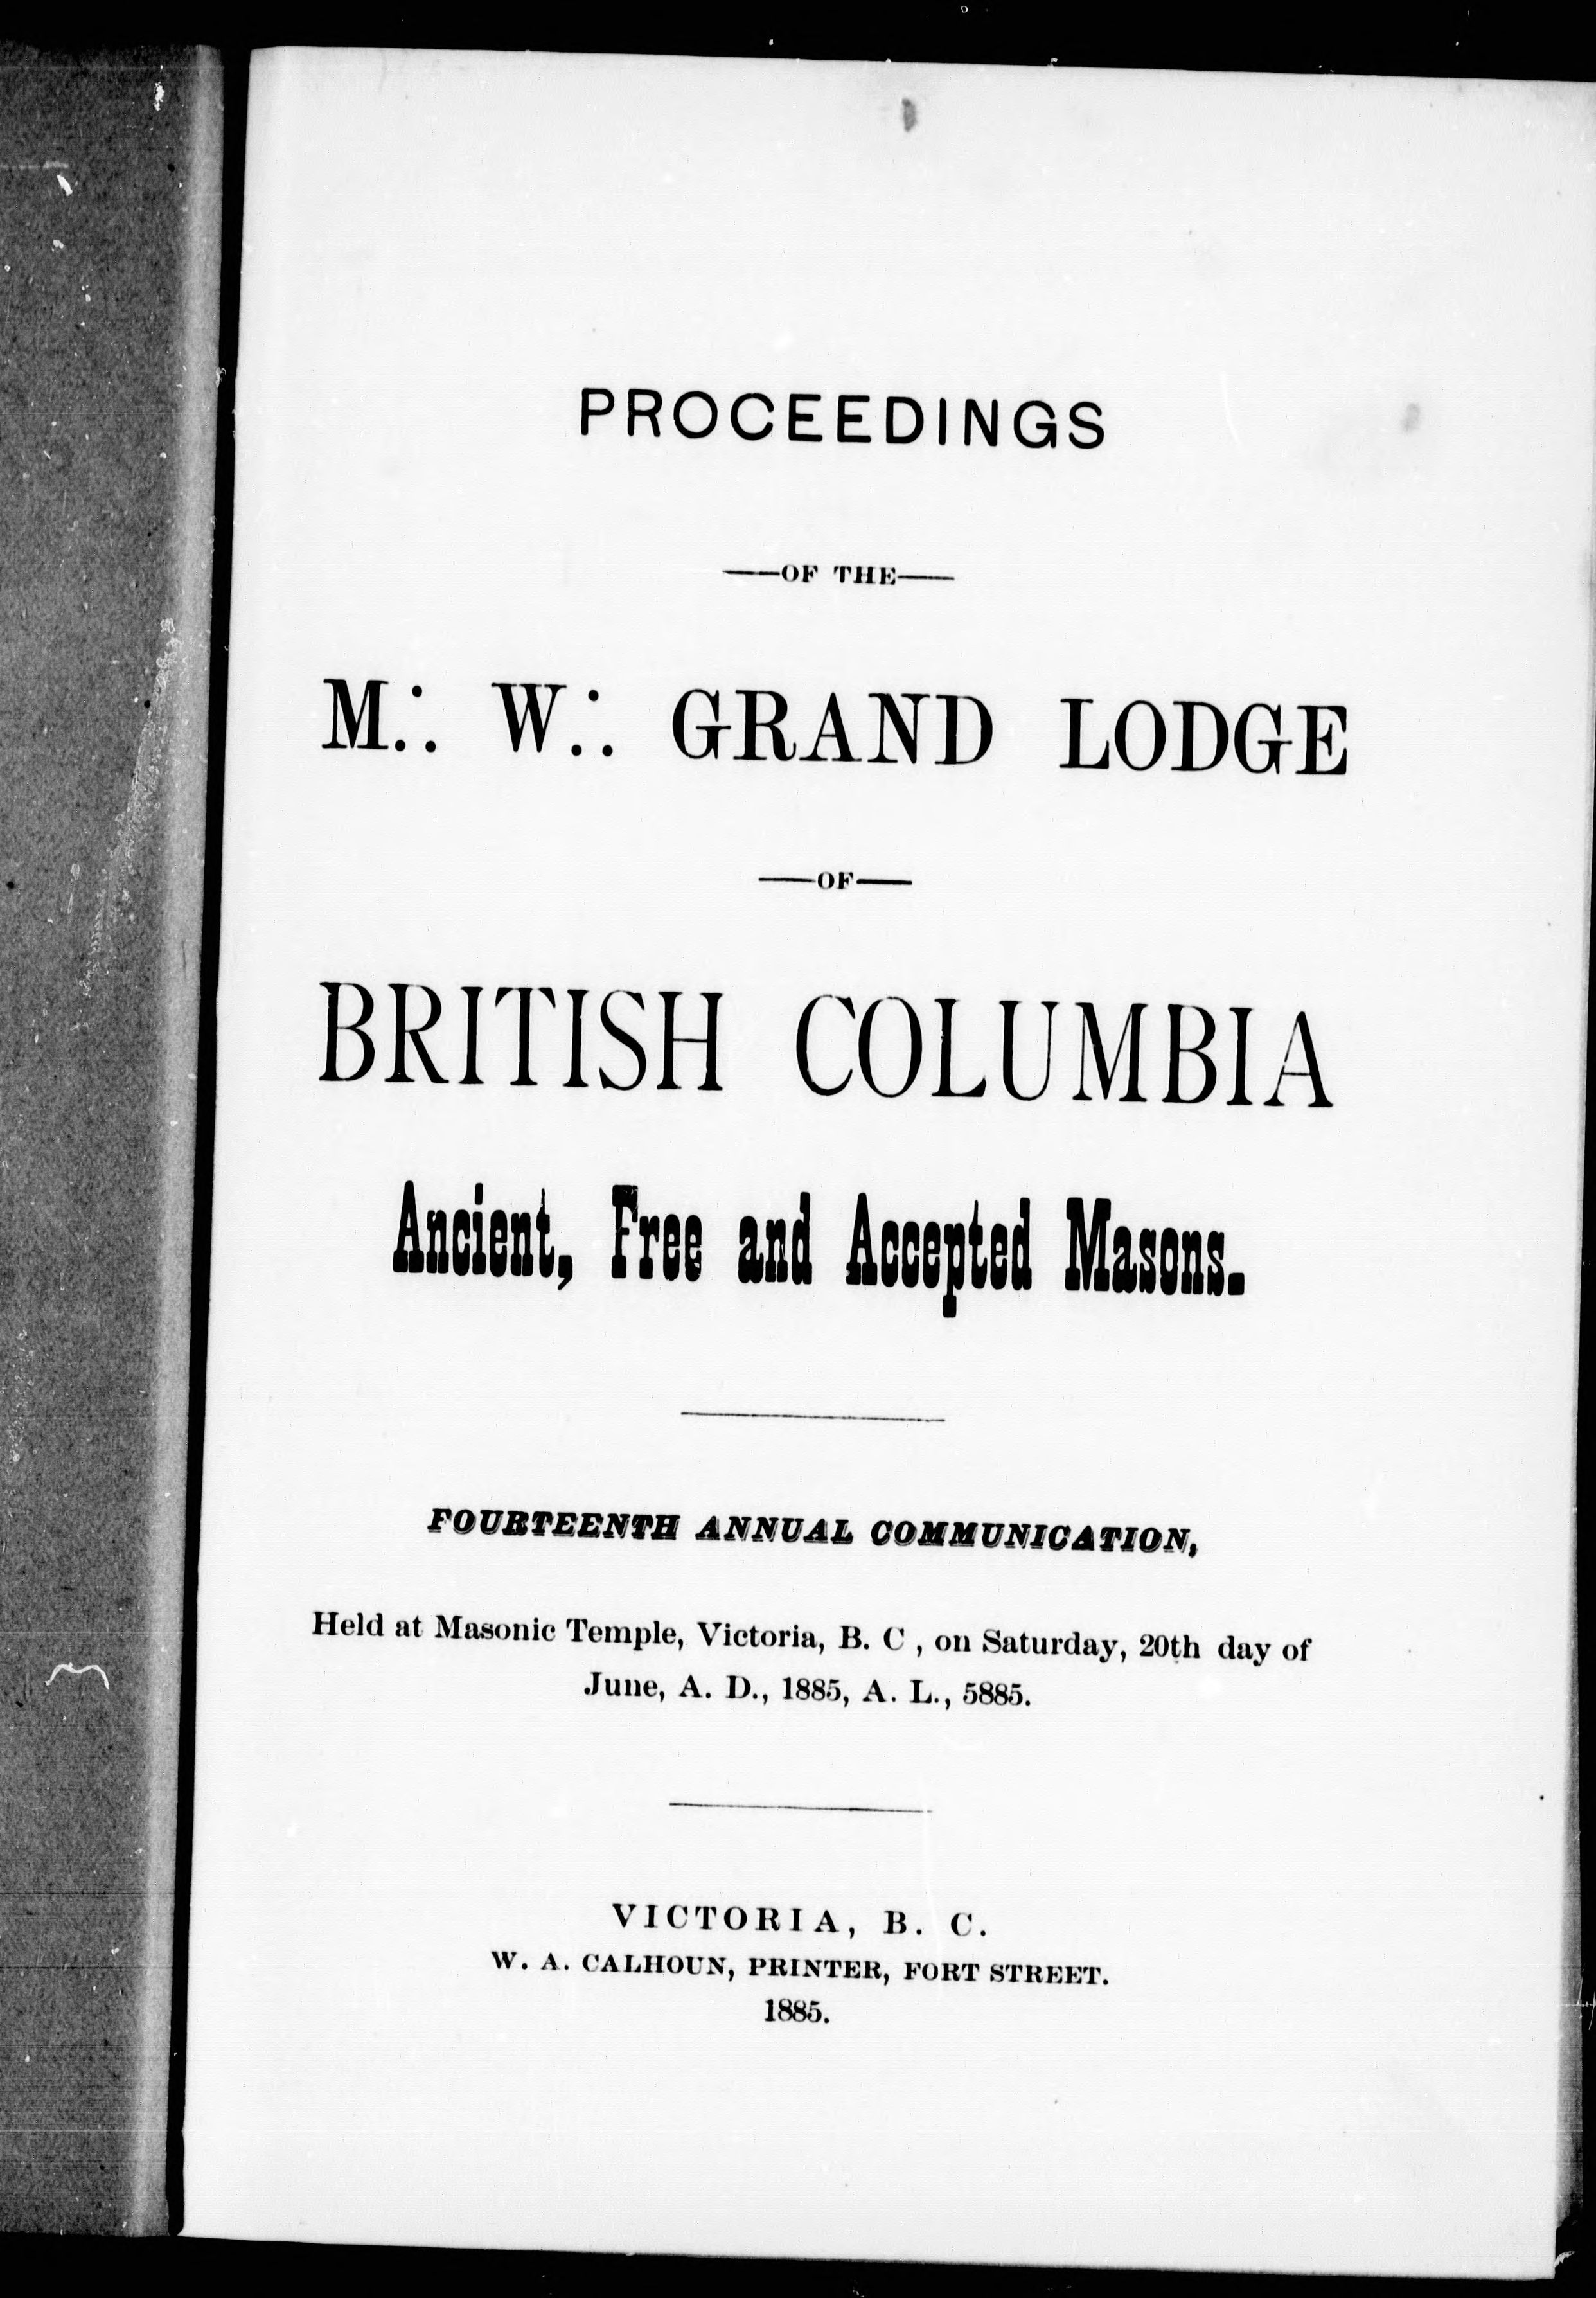 PROCEEDINGS
—OF THE—
M∴ W∴ GRAND LODGE
—OF—
BRITISH COLUMBIA
Ancient, Free and Accepted Masons.
FOURTEENTH ANNUAL COMMUNICATION,
Held at Masonic Temple, Victoria, B. C , on Saturday, 20th day of
June, A. D., 1885, A. L., 5885.
VICTORIA, B. C.
W. A. CALHOUN, PRINTER, FORT STREET.
1885.